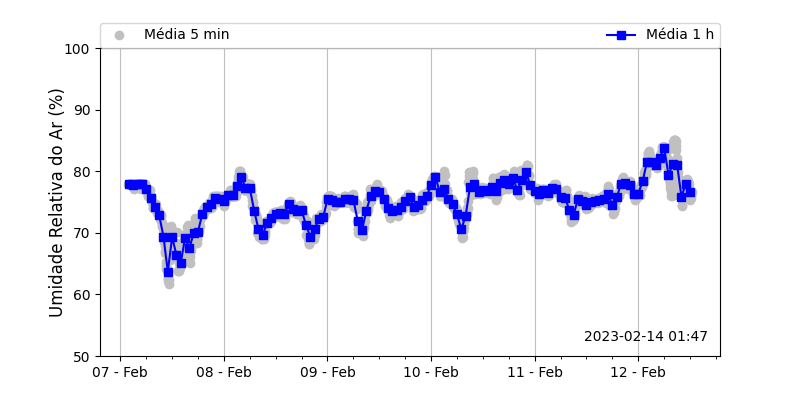 Média 5 min
Média 1 h
100
90
80
70
60
50
Umidade Relativa do Ar (%)
2023-02-14 01:47
07 - Feb
08 - Feb
09 - Feb
10 - Feb
11 - Feb
12 - Feb